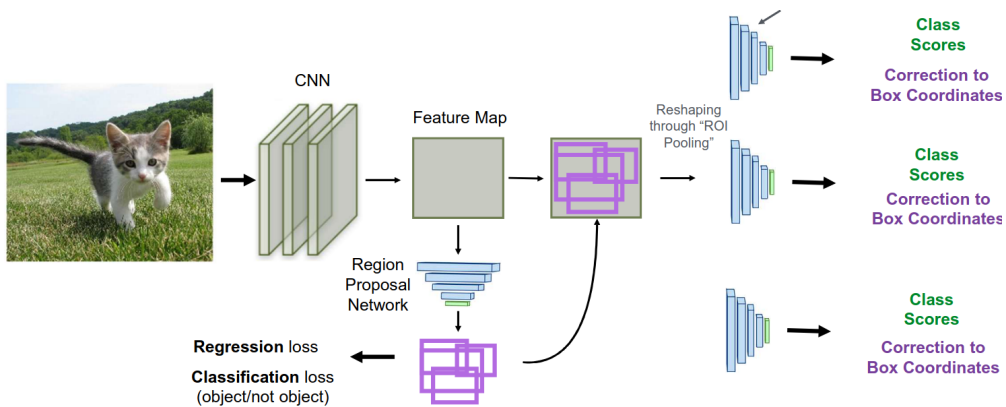 CNN
Feature Map
Region
Proposal
Network
Regression loss
Classification loss
(object/not object)
Reshaping
through “ROI
Pooling”
Class
Scores
Correction to
Box Coordinates
Class
Scores
Correction to
Box Coordinates
Class
Scores
Correction to
Box Coordinates